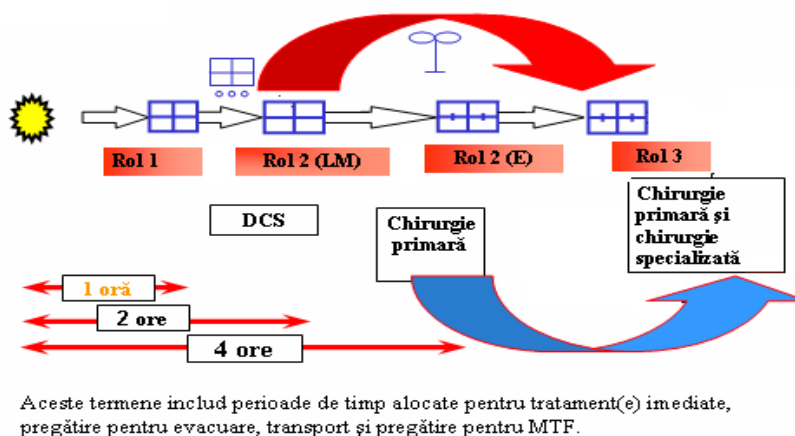 Rol 1
Rol 2 (LM)
Rol 2 (E)
Rol 3
DCS
Chirurgie
primară
Chirurgie
primară şi
chirurgie
specializată
1 oră
2 ore
4 ore
Aceste termene includ perioade de timp alocate pentru tratament(e) imediate,
pregătire pentru evacuare, transport şi pregătire pentru MTF.